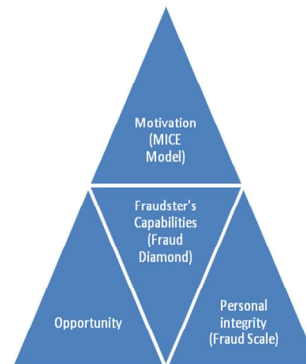 Motivation
(MICE
Model)
Fraudster's
Capabilities
(Fraud
Diamond)
Opportunity
Personal
integrity
(Fraud Scale)